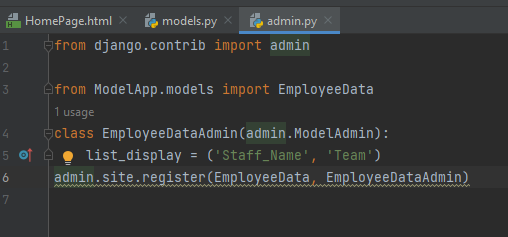 HomePage.html models.py admin.py
1 from django.contrib import admin
2
3 from ModelApp.models import EmployeeData
1 usage
4 class EmployeeDataAdmin(admin.ModelAdmin):
5 list_display = ('Staff_Name', 'Team')
6 admin.site.register(EmployeeData, EmployeeDataAdmin)
7